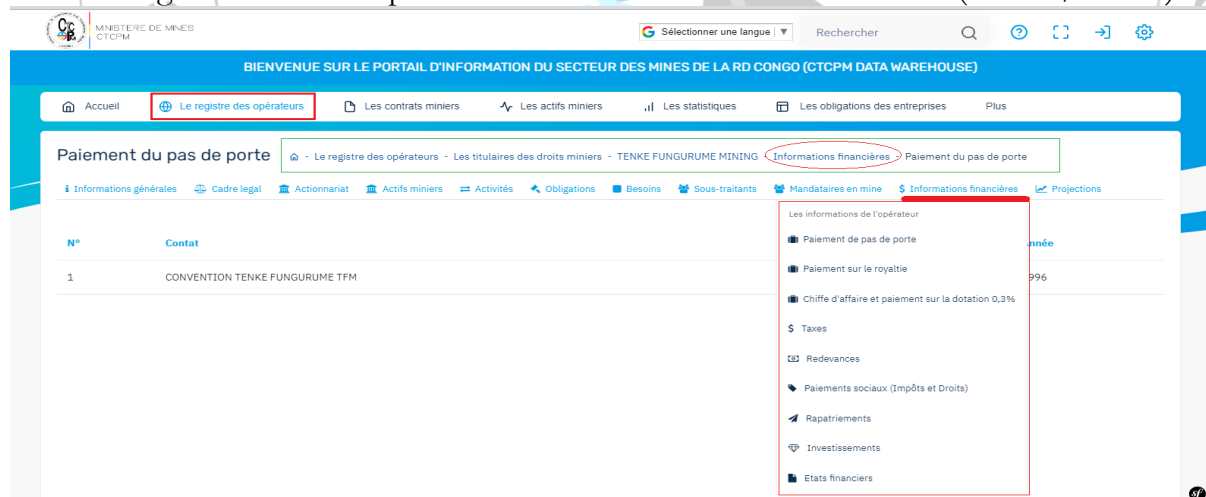 MNISTERE DE MINES
CTCPM
Sélectionner une langue
Rechercher
BIENVENUE SUR LE PORTAIL D'INFORMATION DU SECTEUR DES MINES DE LA RD CONGO (CTCPM DATA WAREHOUSE)
Accueil Le registre des opérateurs Les contrats miniers Les actifs miniers Les statistiques Les obligations des entreprises Plus
Paiement du pas de porte - Le registre des opérateurs - Les titulaires des droits miniers - TENKE FUNGURUME MINING - Informations financières - Paiement du pas de porte
Informations générales Cadre legal Actionnariat Actifs miniers Activités Obligations Besoins Sous-traitants Mandataires en mine $ Informations financières Projections
Les informations de l'opérateur
N° Contat Paiement de pas de porte nnée
Paiement sur le royaltie
1 CONVENTION TENKE FUNGURUME TFM 996
Chiffe d'affaire et paiement sur la dotation 0,3%
$ Taxes
Redevances
Paiements sociaux (Impôts et Droits)
Rapatriements
Investissements
Etats financiers
sf